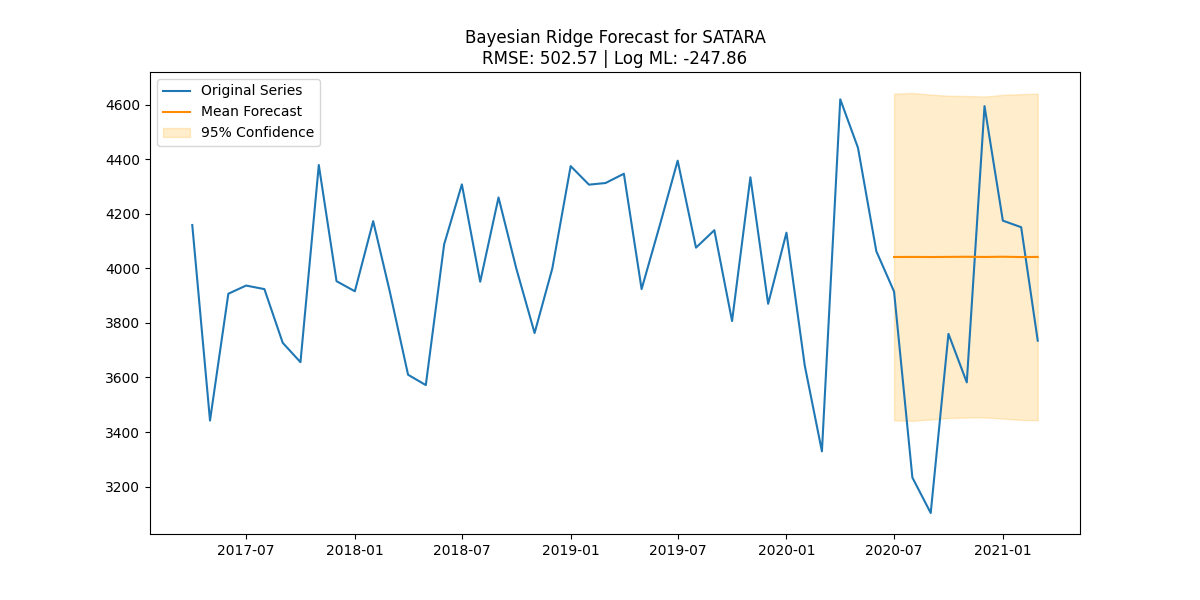 Bayesian Ridge Forecast for SATARA
RMSE: 502.57 | Log ML: -247.86
Original Series
Mean Forecast
95% Confidence
4600
4400
4200
4000
3800
3600
3400
3200
2017-07 2018-01 2018-07 2019-01 2019-07 2020-01 2020-07 2021-01